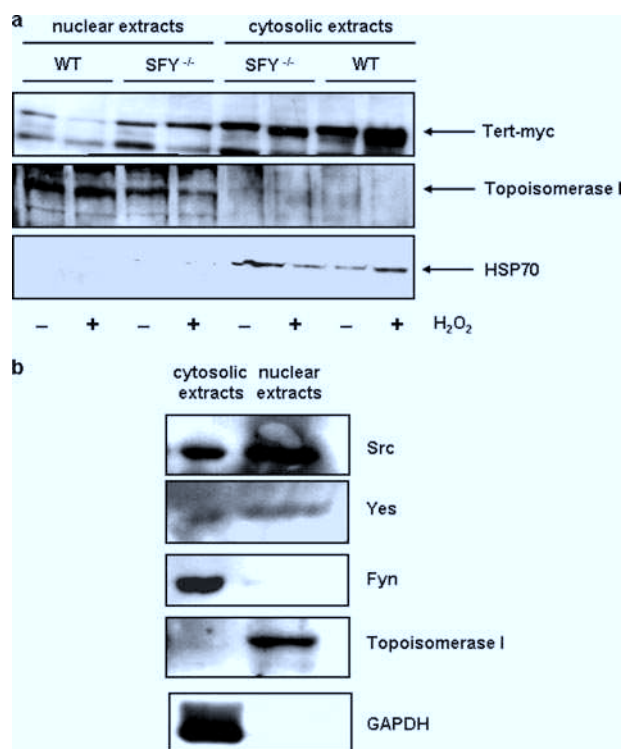 a
nuclear extracts cytosolic extracts
WT SFY -/- SFY -/- WT
Tert-myc
Topoisomerase I
HSP70
– + – + – + – + H₂O₂
b
cytosolic extracts nuclear extracts
Src
Yes
Fyn
Topoisomerase I
GAPDH